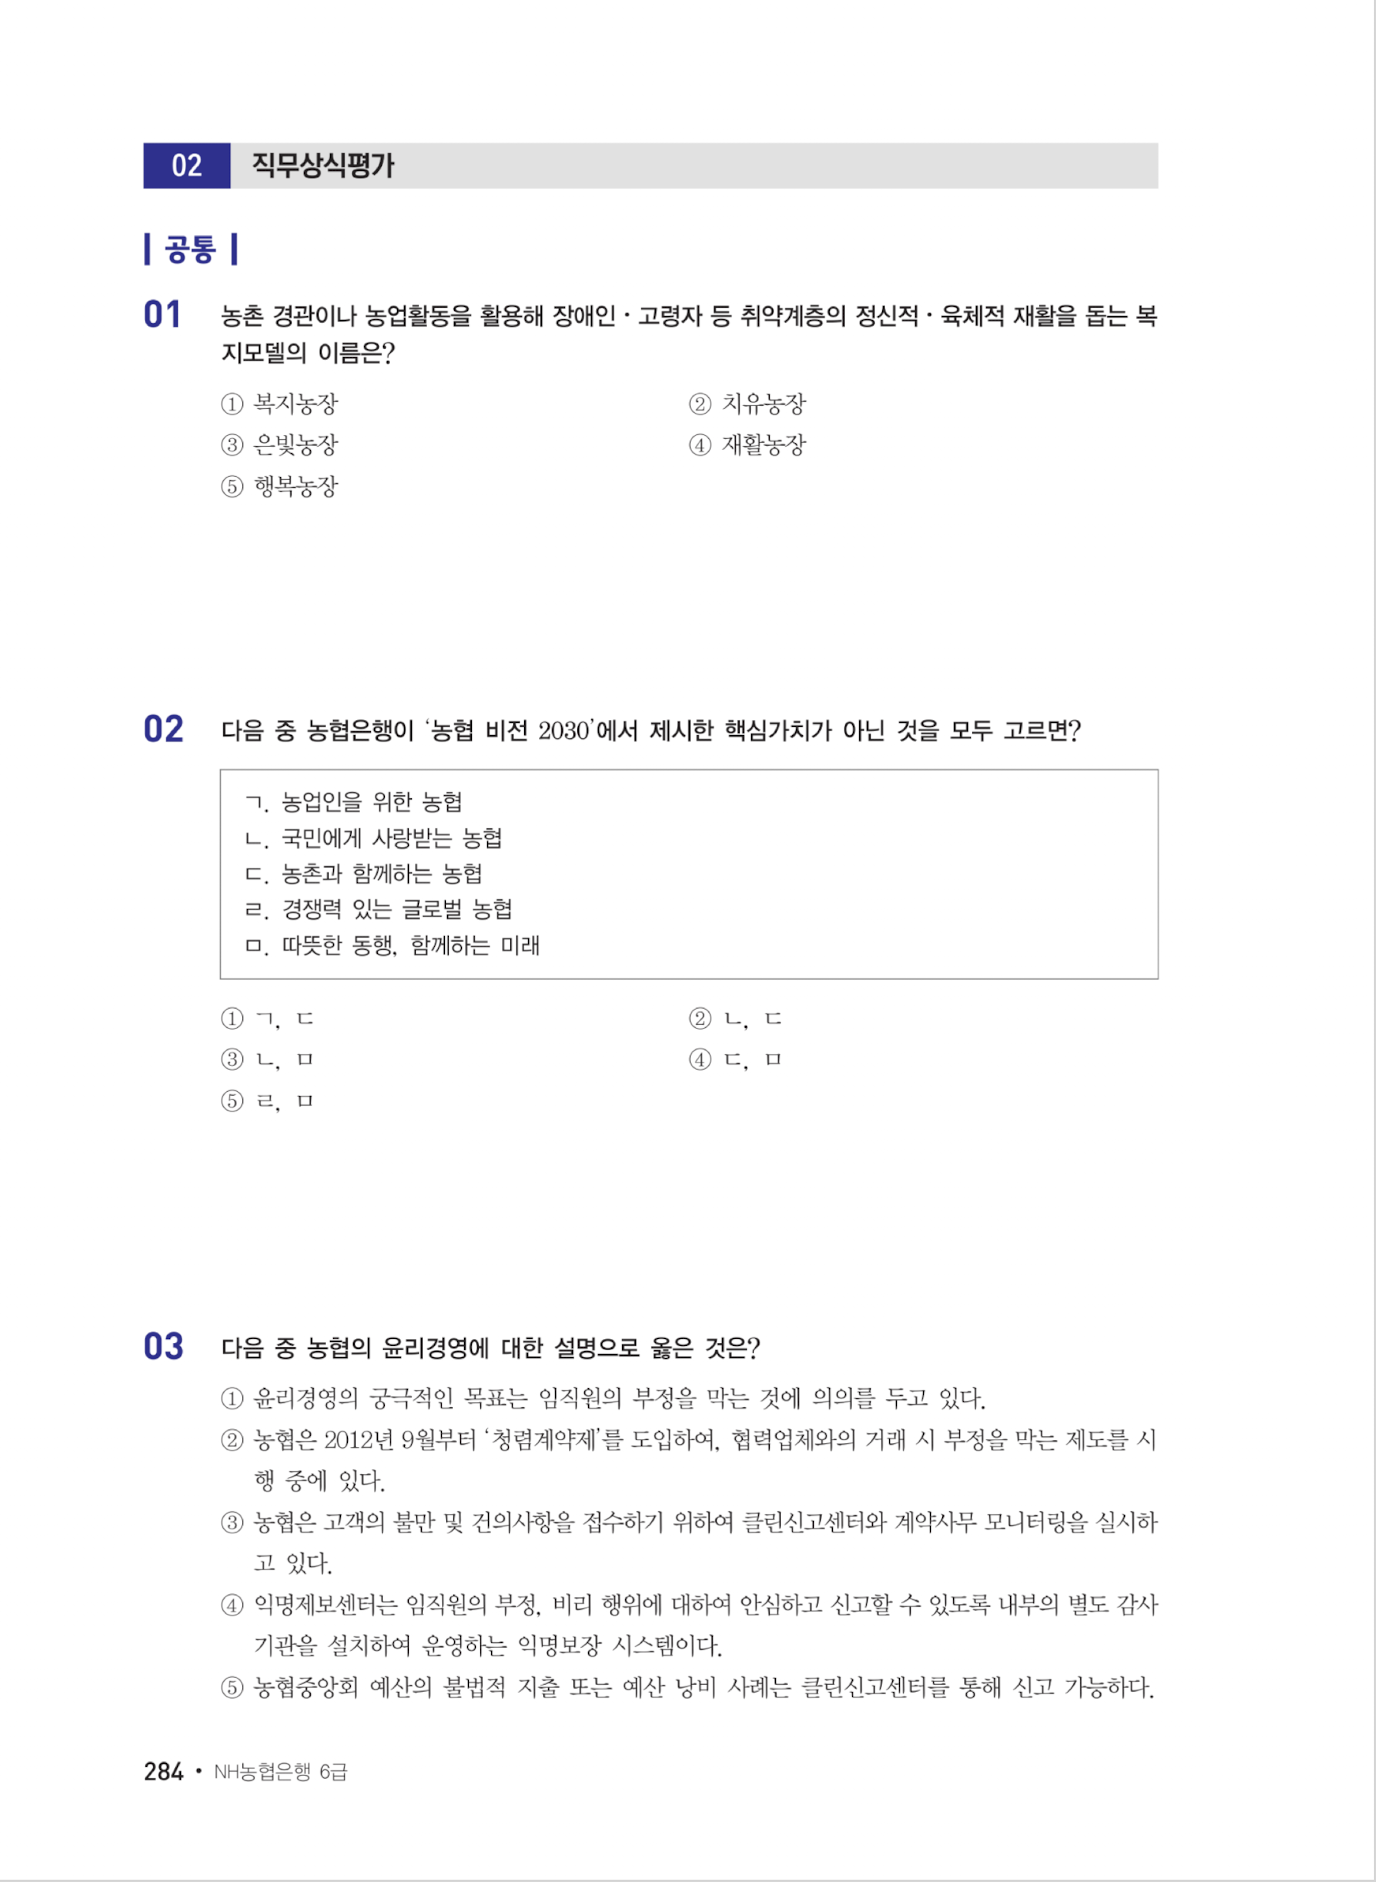 02 직무상식평가
| 공통 |
01 농촌 경관이나 농업활동을 활용해 장애인 · 고령자 등 취약계층의 정신적 · 육체적 재활을 돕는 복
지모델의 이름은?
① 복지농장 ② 치유농장
③ 은빛농장 ④ 재활농장
⑤ 행복농장
02 다음 중 농협은행이 ‘농협 비전 2030’에서 제시한 핵심가치가 아닌 것을 모두 고르면?
ㄱ. 농업인을 위한 농협
ㄴ. 국민에게 사랑받는 농협
ㄷ. 농촌과 함께하는 농협
ㄹ. 경쟁력 있는 글로벌 농협
ㅁ. 따뜻한 동행, 함께하는 미래
① ㄱ, ㄷ ② ㄴ, ㄷ
③ ㄴ, ㅁ ④ ㄷ, ㅁ
⑤ ㄹ, ㅁ
03 다음 중 농협의 윤리경영에 대한 설명으로 옳은 것은?
① 윤리경영의 궁극적인 목표는 임직원의 부정을 막는 것에 의의를 두고 있다.
② 농협은 2012년 9월부터 ‘청렴계약제’를 도입하여, 협력업체와의 거래 시 부정을 막는 제도를 시
행 중에 있다.
③ 농협은 고객의 불만 및 건의사항을 접수하기 위하여 클린신고센터와 계약사무 모니터링을 실시하
고 있다.
④ 익명제보센터는 임직원의 부정, 비리 행위에 대하여 안심하고 신고할 수 있도록 내부의 별도 감사
기관을 설치하여 운영하는 익명보장 시스템이다.
⑤ 농협중앙회 예산의 불법적 지출 또는 예산 낭비 사례는 클린신고센터를 통해 신고 가능하다.
284 • NH농협은행 6급